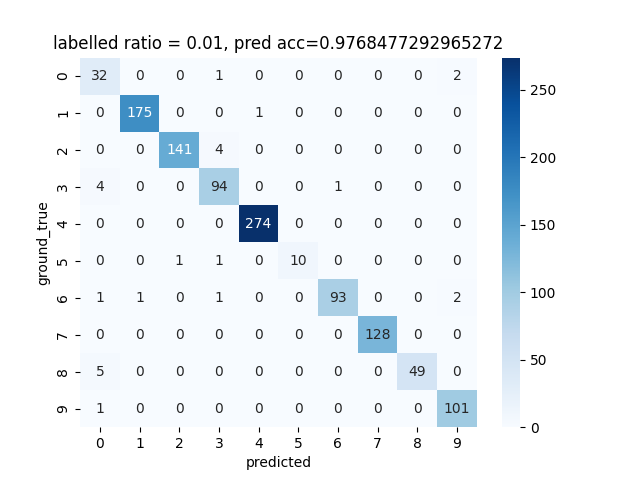 labelled ratio = 0.01, pred acc=0.9768477292965272
0 32 0 0 1 0 0 0 0 0 2
1 0 175 0 0 1 0 0 0 0 0
2 0 0 141 4 0 0 0 0 0 0
3 4 0 0 94 0 0 1 0 0 0
4 0 0 0 0 274 0 0 0 0 0
5 0 0 1 1 0 10 0 0 0 0
6 1 1 0 1 0 0 93 0 0 2
7 0 0 0 0 0 0 0 128 0 0
8 5 0 0 0 0 0 0 0 49 0
9 1 0 0 0 0 0 0 0 0 101
0 1 2 3 4 5 6 7 8 9
predicted
ground_true
250
200
150
100
50
0